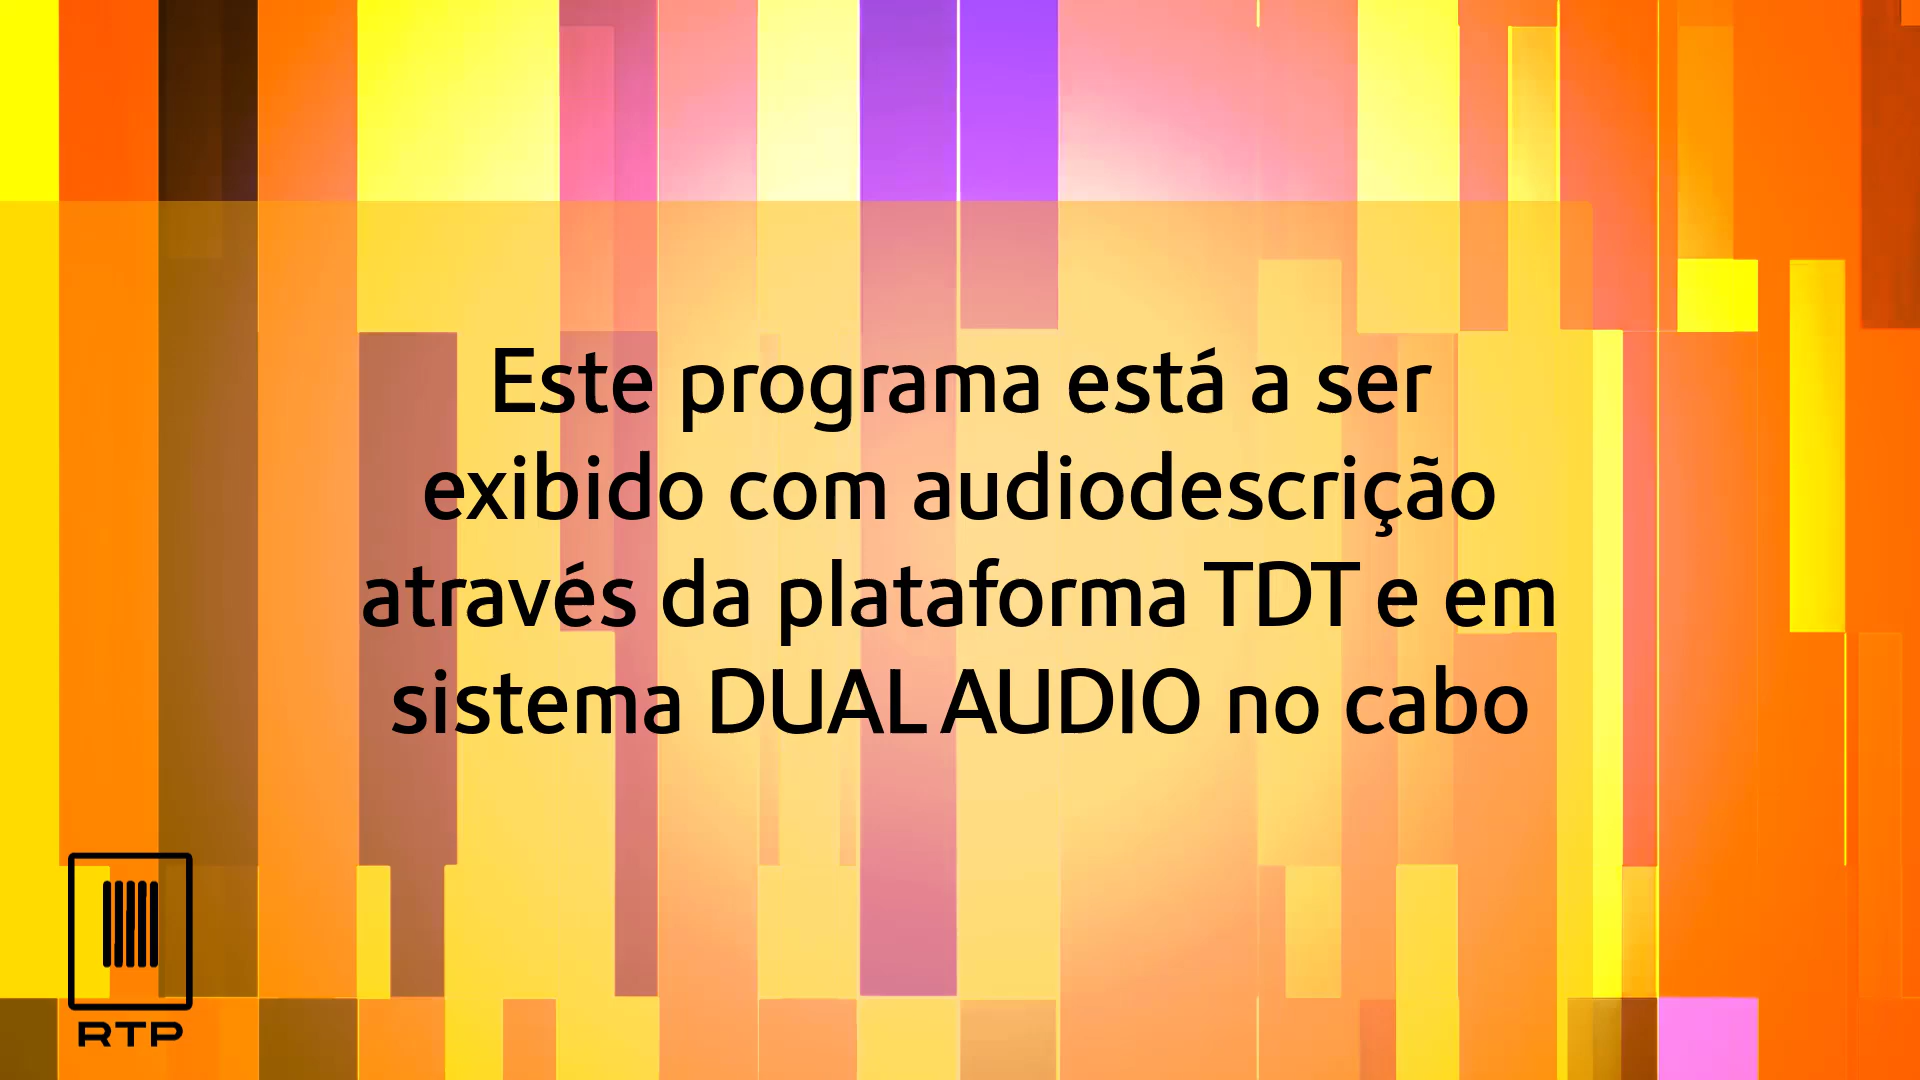 Este programa está a ser
exibido com audiodescrição
através da plataforma TDT e em
sistema DUAL AUDIO no cabo
RTP